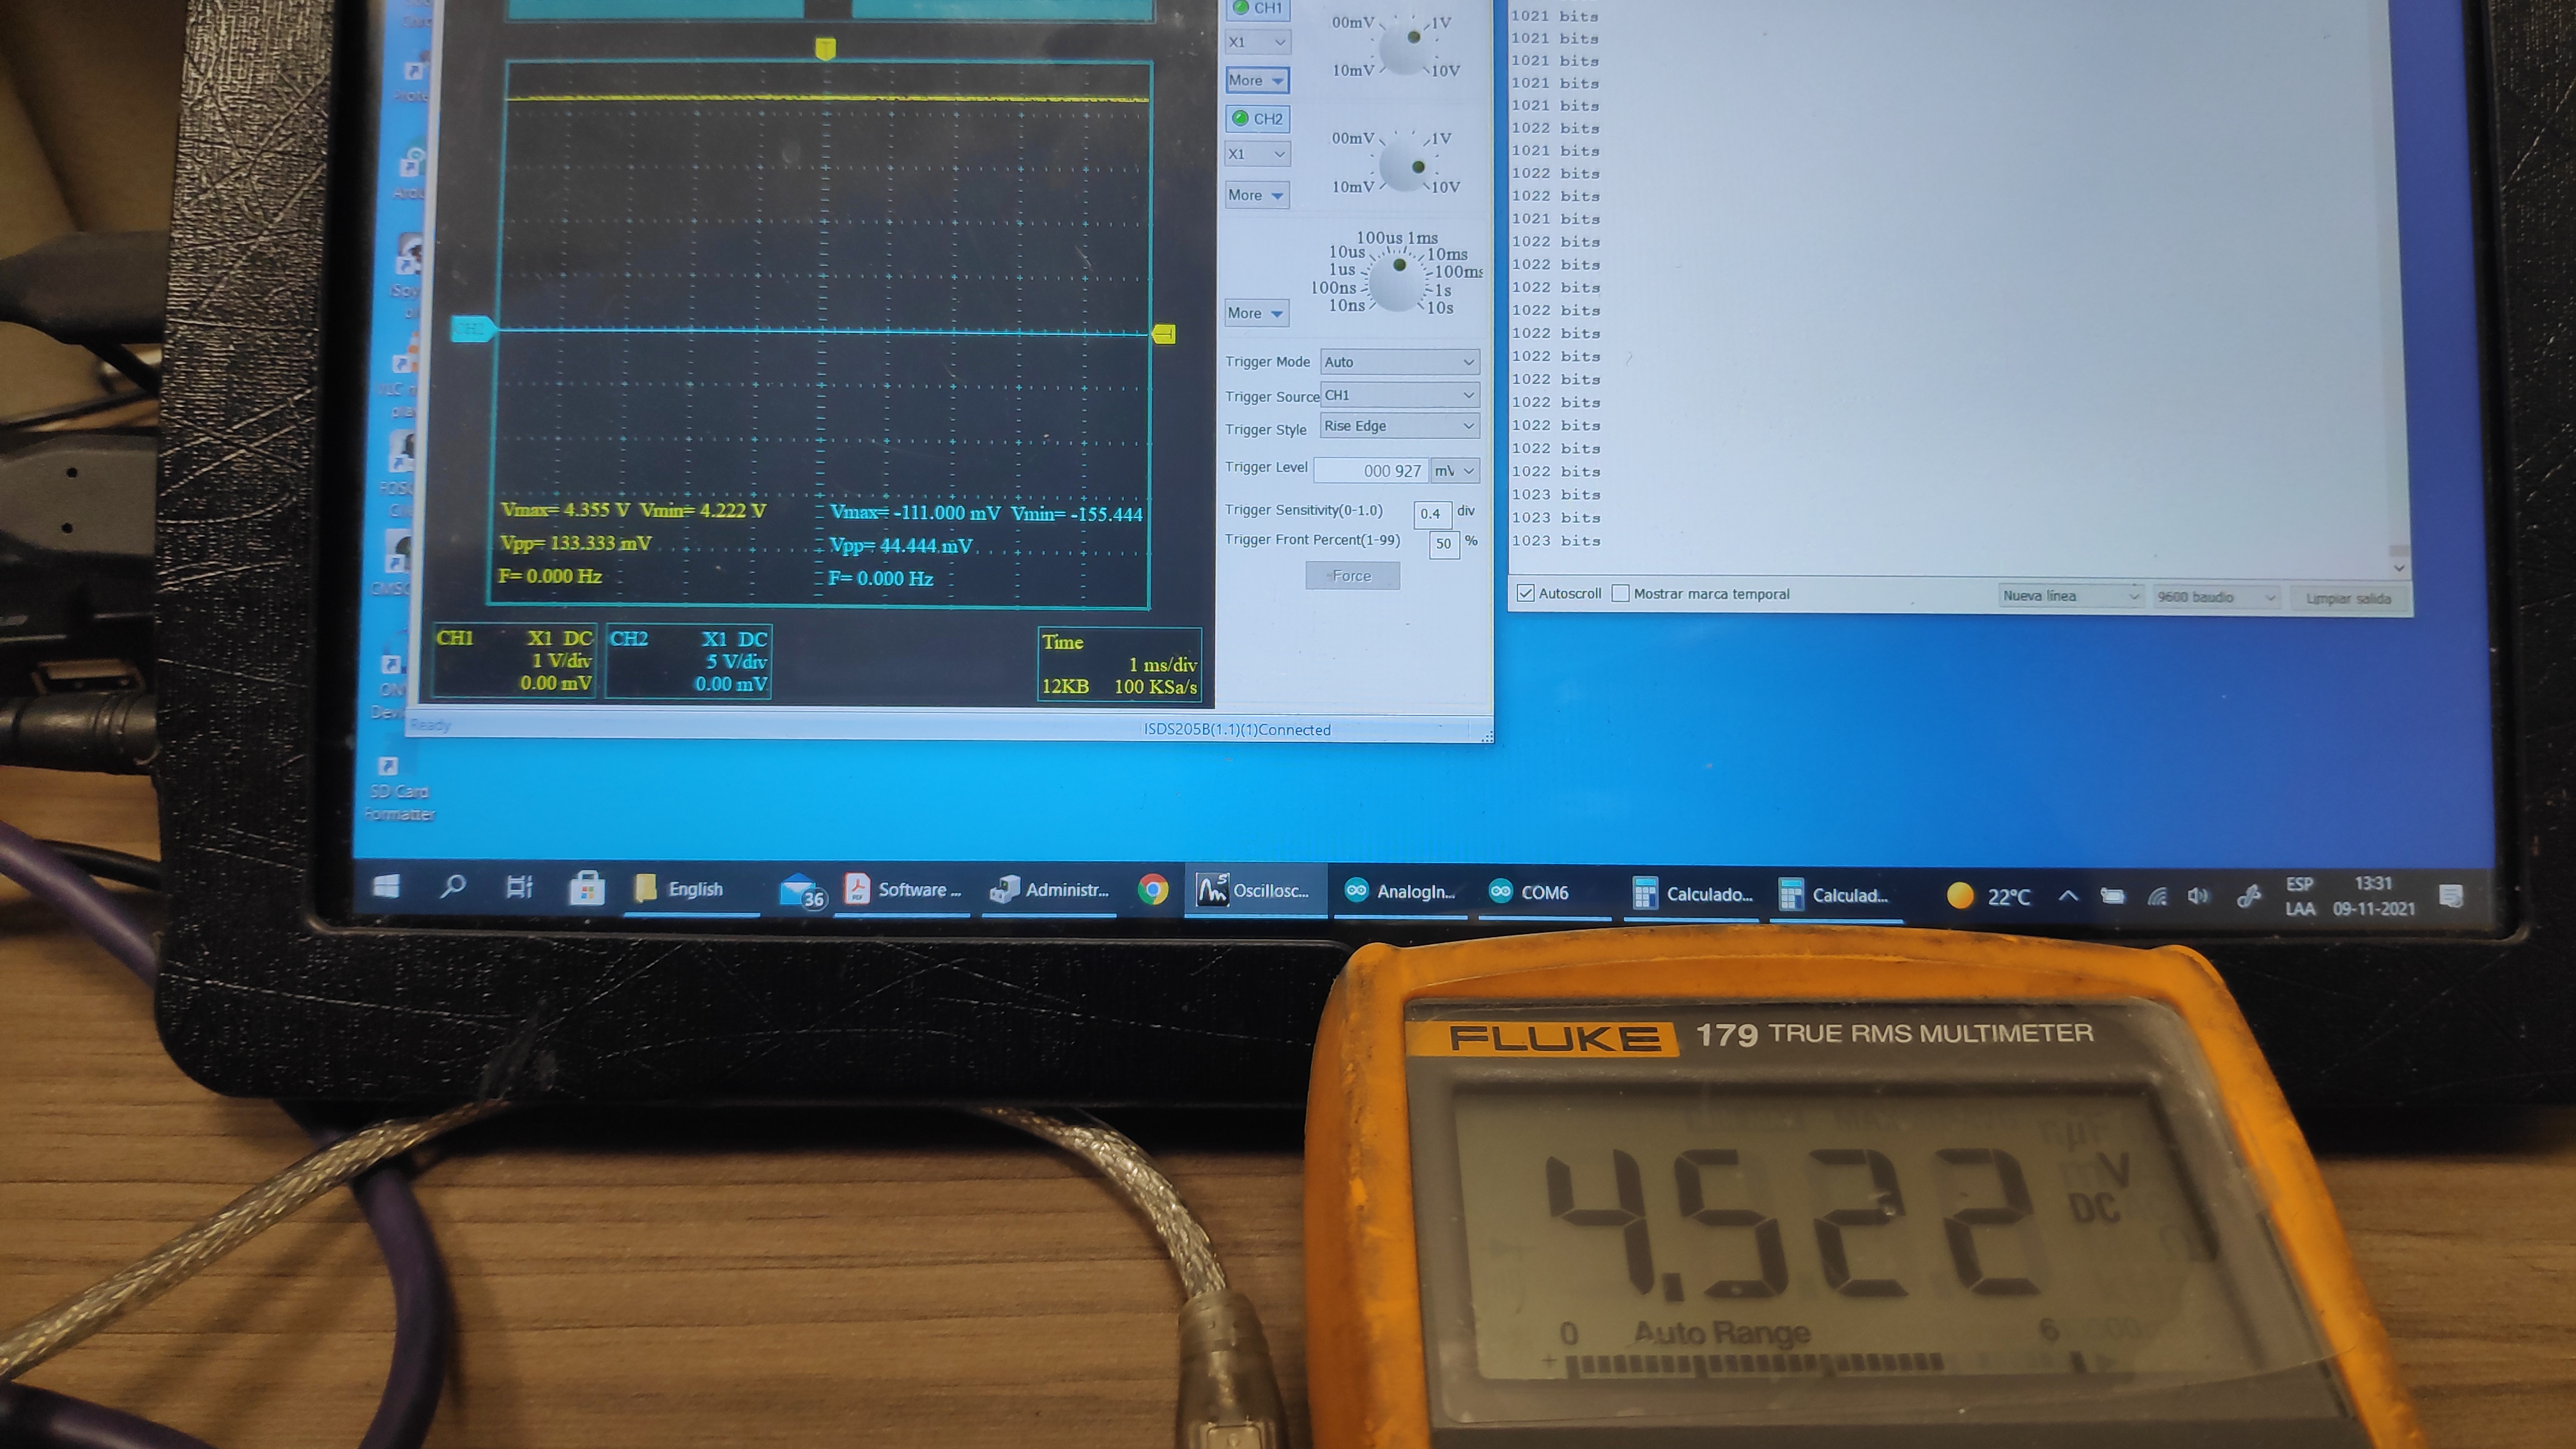 CH1
00mV
1V
X1
10mV
10V
More
CH2
00mV
1V
X1
10mV
10V
More
100us 1ms
10us
10ms
1us
100ms
100ns
1s
10ns
10s
More
Trigger Mode Auto
Trigger Source CH1
Trigger Style Rise Edge
Trigger Level 000 927 mV
Trigger Sensitivity(0-1.0) 0.4 div
Trigger Front Percent(1-99) 50 %
Force
T
Vmax= 4.355 V Vmin= 4.222 V
Vpp= 133.333 mV
F= 0.000 Hz
Vmax= -111.000 mV Vmin= -155.444
Vpp= 44.444 mV
F= 0.000 Hz
CH1 X1 DC
1 V/div
0.00 mV
CH2 X1 DC
5 V/div
0.00 mV
Time
1 ms/div
12KB 100 KSa/s
Ready
ISDS205B(1.1)(1)Connected
1021 bits
1021 bits
1021 bits
1021 bits
1021 bits
1022 bits
1021 bits
1022 bits
1022 bits
1021 bits
1022 bits
1022 bits
1022 bits
1022 bits
1022 bits
1022 bits
1022 bits
1022 bits
1022 bits
1022 bits
1022 bits
1023 bits
1023 bits
1023 bits
Autoscroll Mostrar marca temporal
Nueva línea 9600 baudio Limpiar salida
SD Card
Formatter
English
36
Software ...
Administr...
Oscillosc...
AnalogIn...
COM6
Calculado...
Calculad...
22°C
ESP
LAA
13:31
09-11-2021
FLUKE 179 TRUE RMS MULTIMETER
4.522
V
DC
0 Auto Range 6